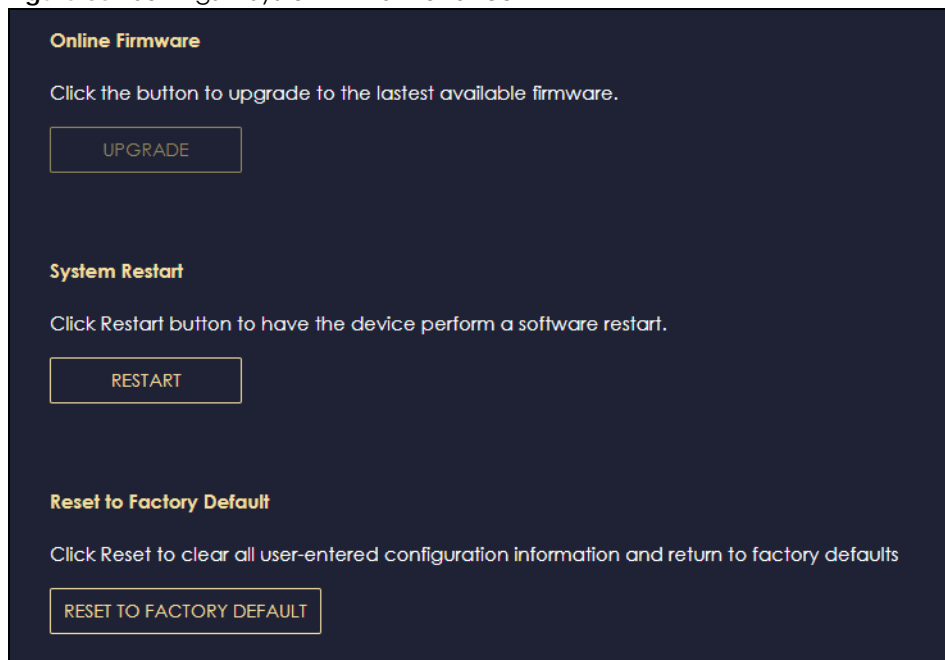 Online Firmware
Click the button to upgrade to the lastest available firmware.
UPGRADE
System Restart
Click Restart button to have the device perform a software restart.
RESTART
Reset to Factory Default
Click Reset to clear all user-entered configuration information and return to factory defaults
RESET TO FACTORY DEFAULT